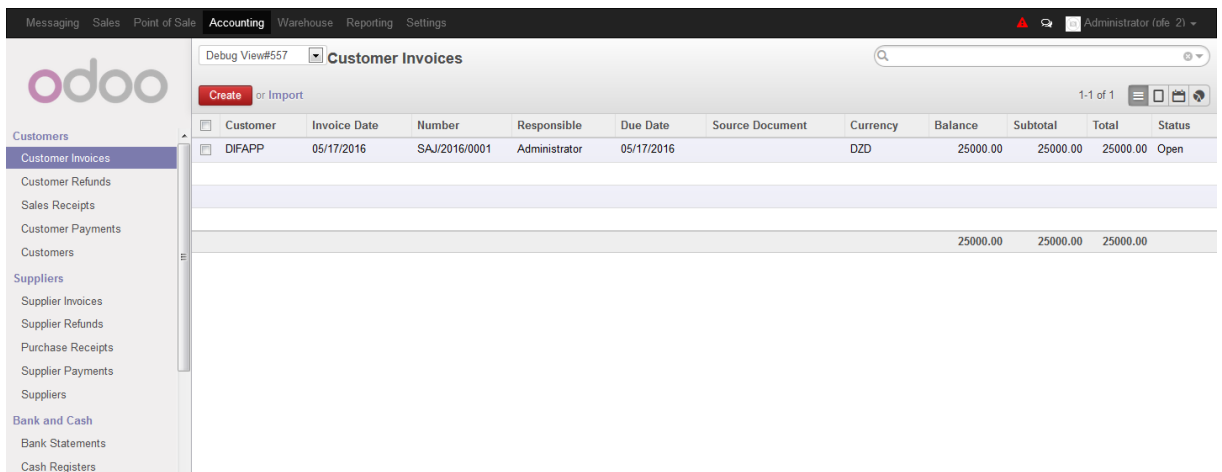 Messaging Sales Point of Sale Accounting Warehouse Reporting Settings Administrator (pfe_2)
odoo
Debug View#557 Customer Invoices
Create or Import 1-1 of 1
Customer Invoice Date Number Responsible Due Date Source Document Currency Balance Subtotal Total Status
DIFAPP 05/17/2016 SAJ/2016/0001 Administrator 05/17/2016 DZD 25000.00 25000.00 25000.00 Open
25000.00 25000.00 25000.00
Customers
Customer Invoices
Customer Refunds
Sales Receipts
Customer Payments
Customers
Suppliers
Supplier Invoices
Supplier Refunds
Purchase Receipts
Supplier Payments
Suppliers
Bank and Cash
Bank Statements
Cash Registers